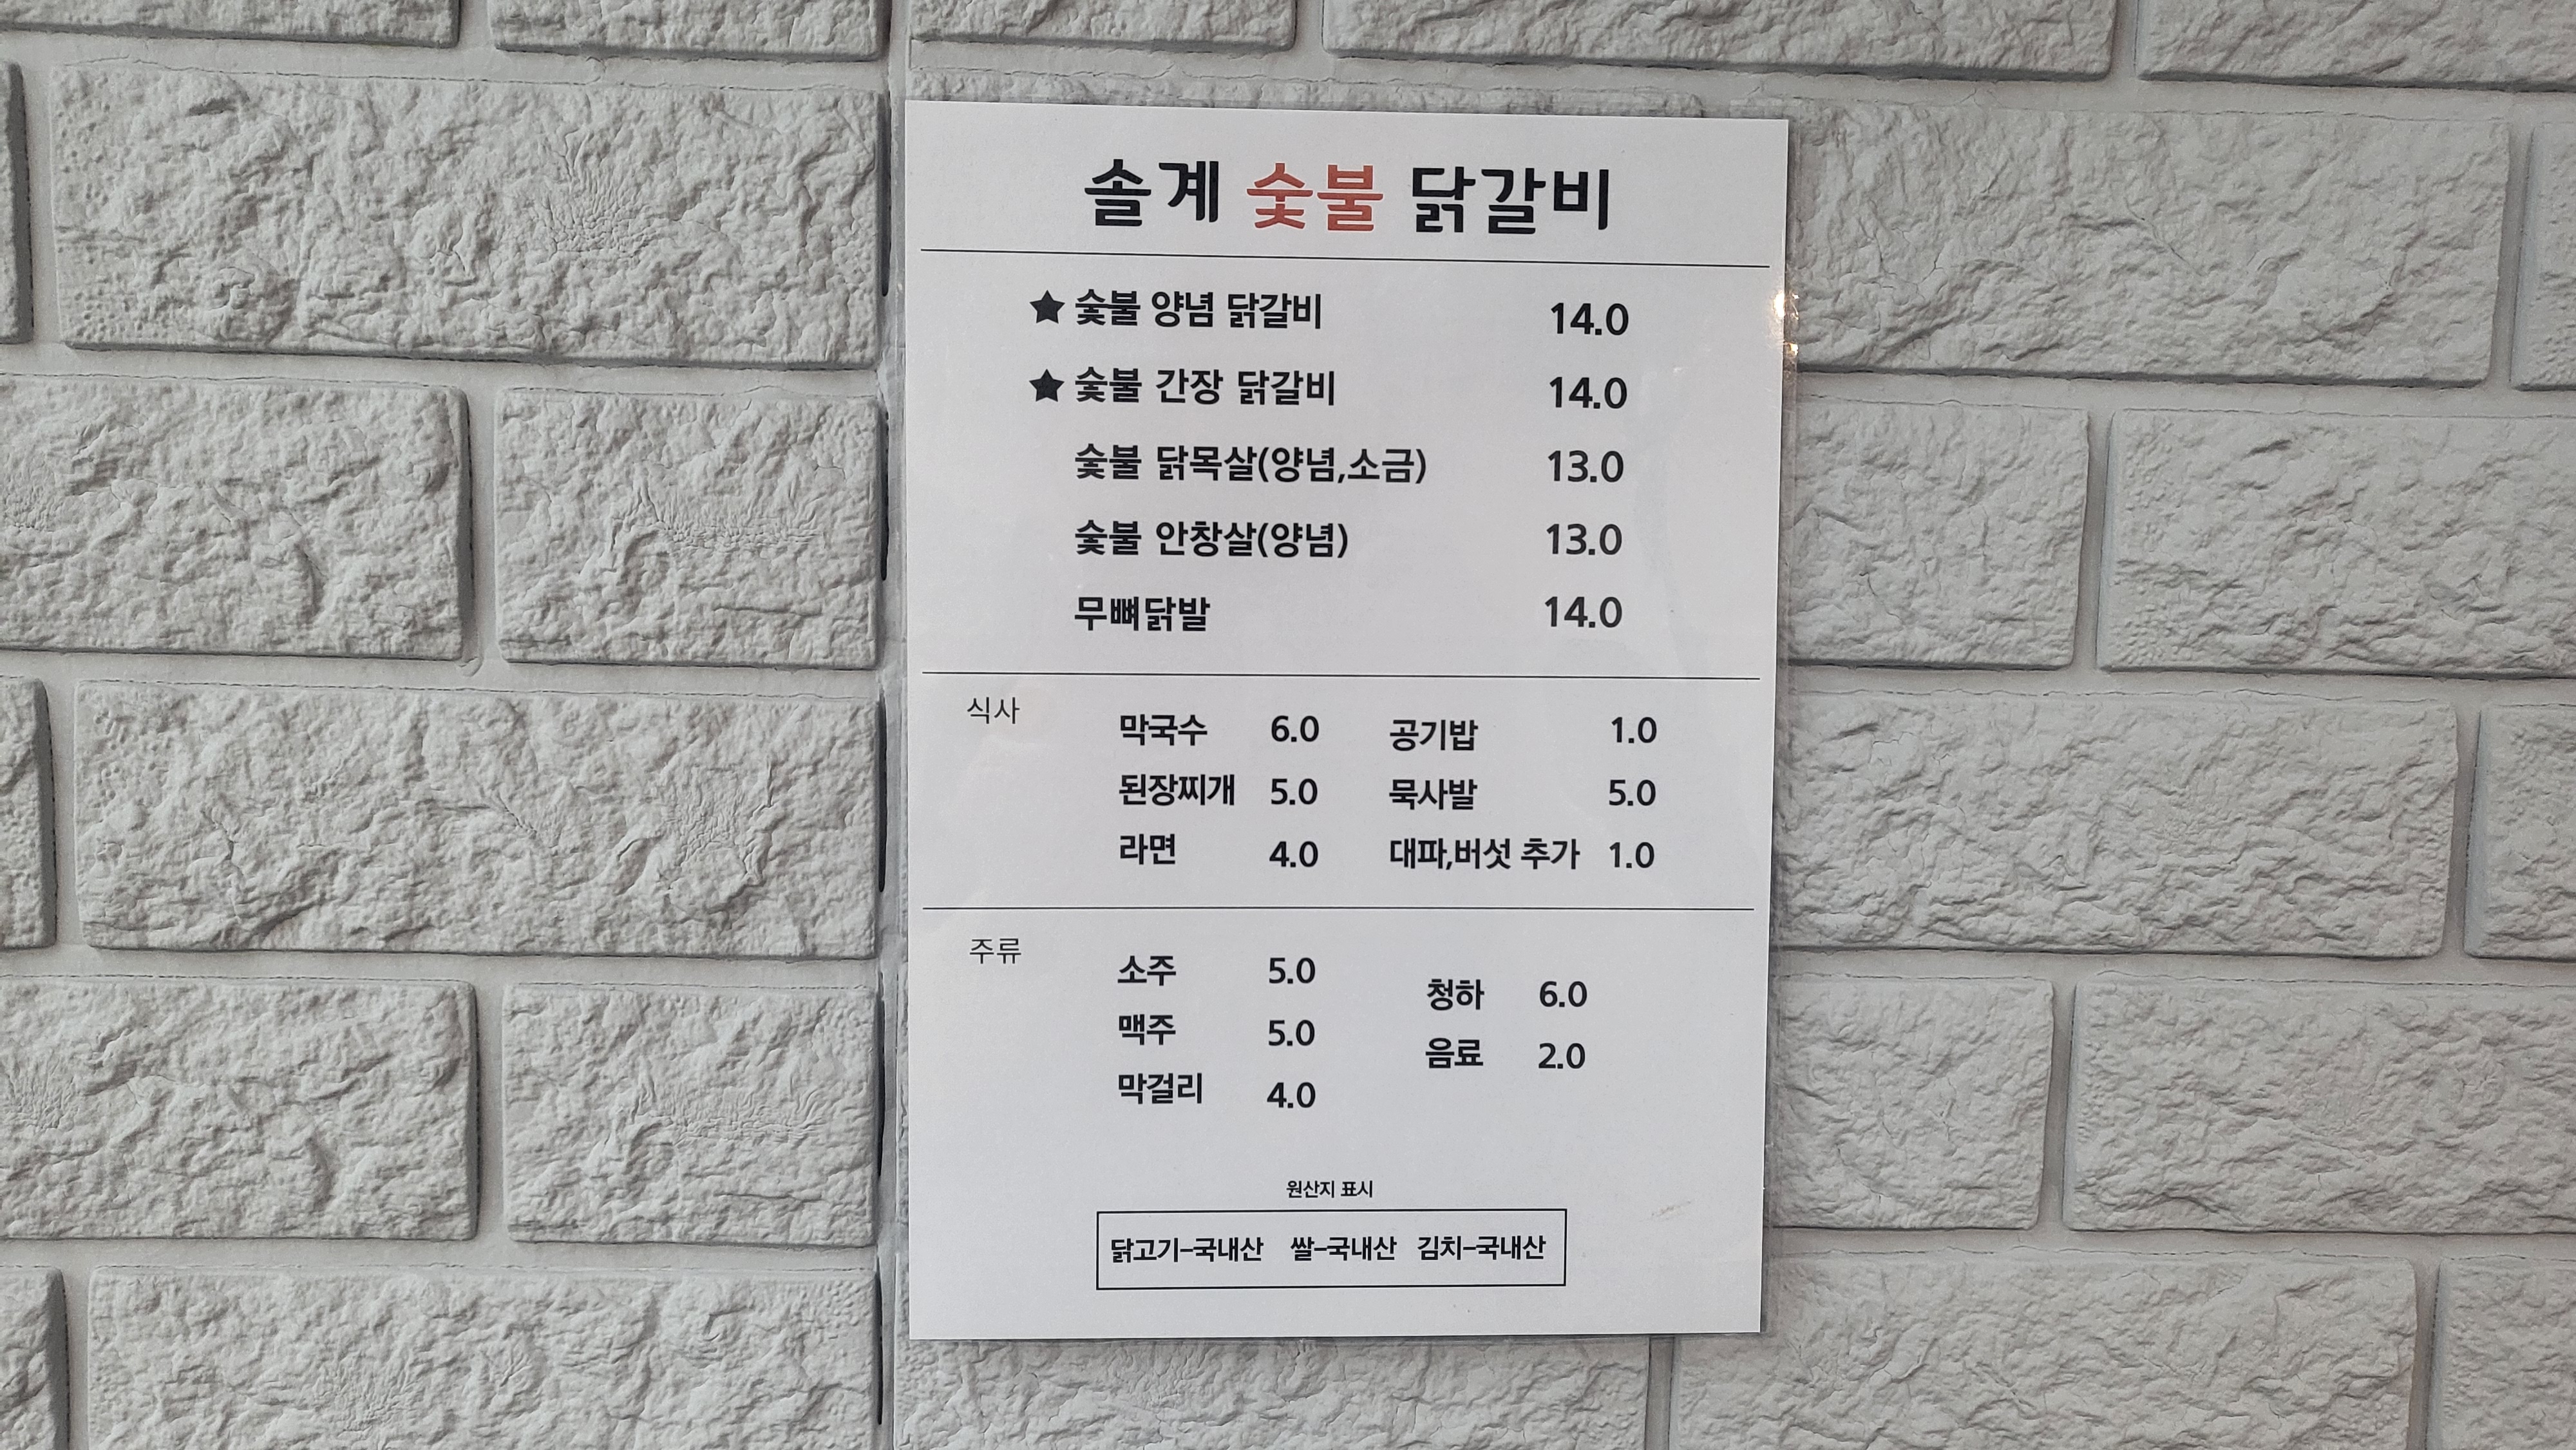 솔계 숯불 닭갈비
★숯불 양념 닭갈비 14.0
★숯불 간장 닭갈비 14.0
숯불 닭목살(양념,소금) 13.0
숯불 안창살(양념) 13.0
무뼈닭발 14.0
식사
막국수 6.0 공기밥 1.0
된장찌개 5.0 묵사발 5.0
라면 4.0 대파,버섯 추가 1.0
주류
소주 5.0 청하 6.0
맥주 5.0 음료 2.0
막걸리 4.0
원산지 표시
닭고기-국내산 쌀-국내산 김치-국내산